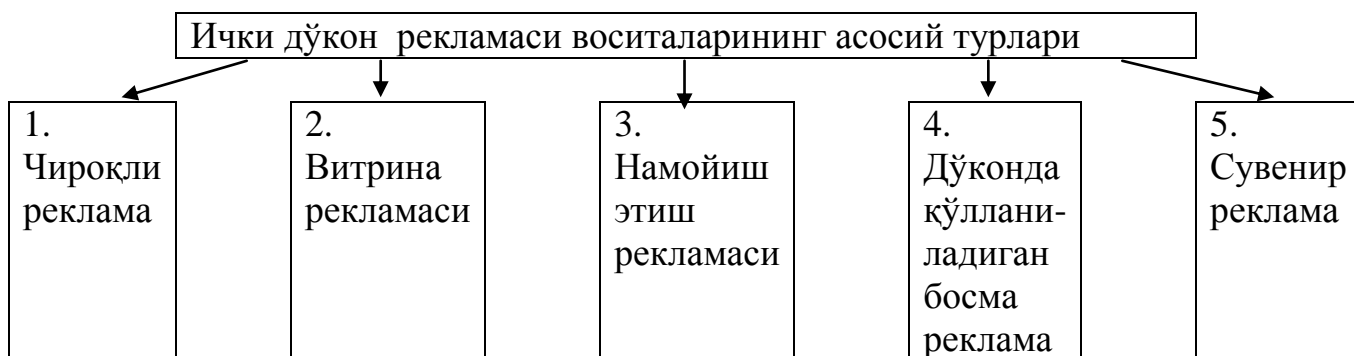 Ички дўкон рекламаси воситаларининг асосий турлари
1.
Чироқли
реклама
2.
Витрина
рекламаси
3.
Намойиш
этиш
рекламаси
4.
Дўконда
қўллани-
ладиган
босма
реклама
5.
Сувенир
реклама